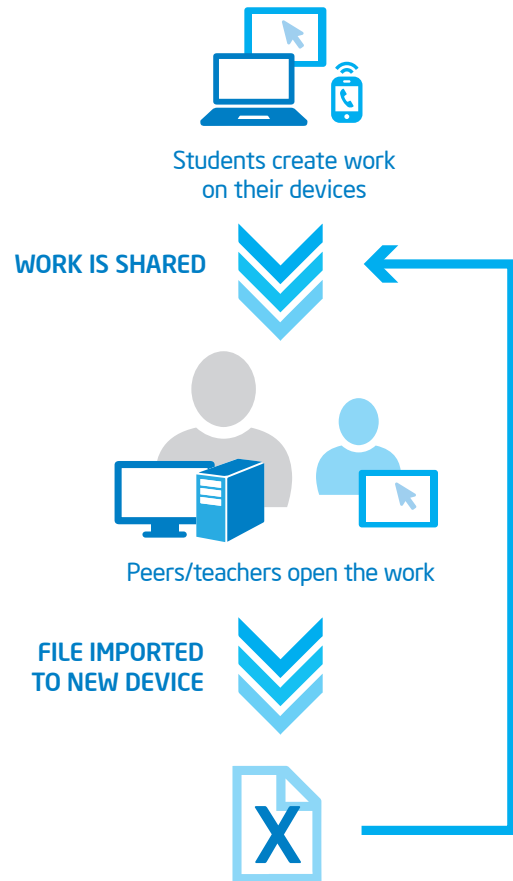 Students create work
on their devices
WORK IS SHARED
Peers/teachers open the work
FILE IMPORTED
TO NEW DEVICE
X